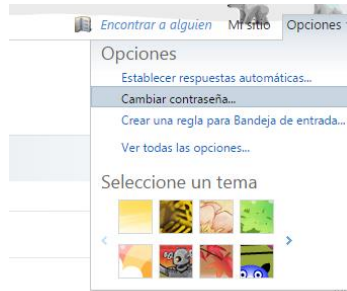 Encontrar a alguien Mi sitio Opciones
Opciones
Establecer respuestas automáticas...
Cambiar contraseña...
Crear una regla para Bandeja de entrada...
Ver todas las opciones...
Seleccione un tema